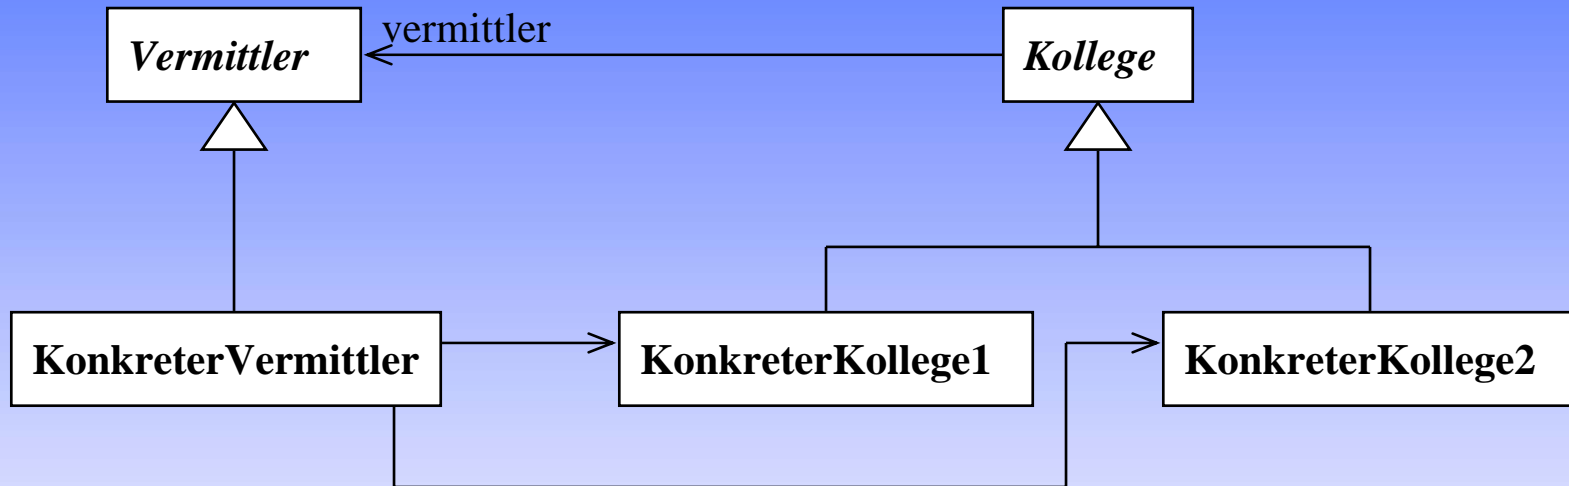 vermittler
Vermittler
Kollege
KonkreterVermittler
KonkreterKollege1
KonkreterKollege2